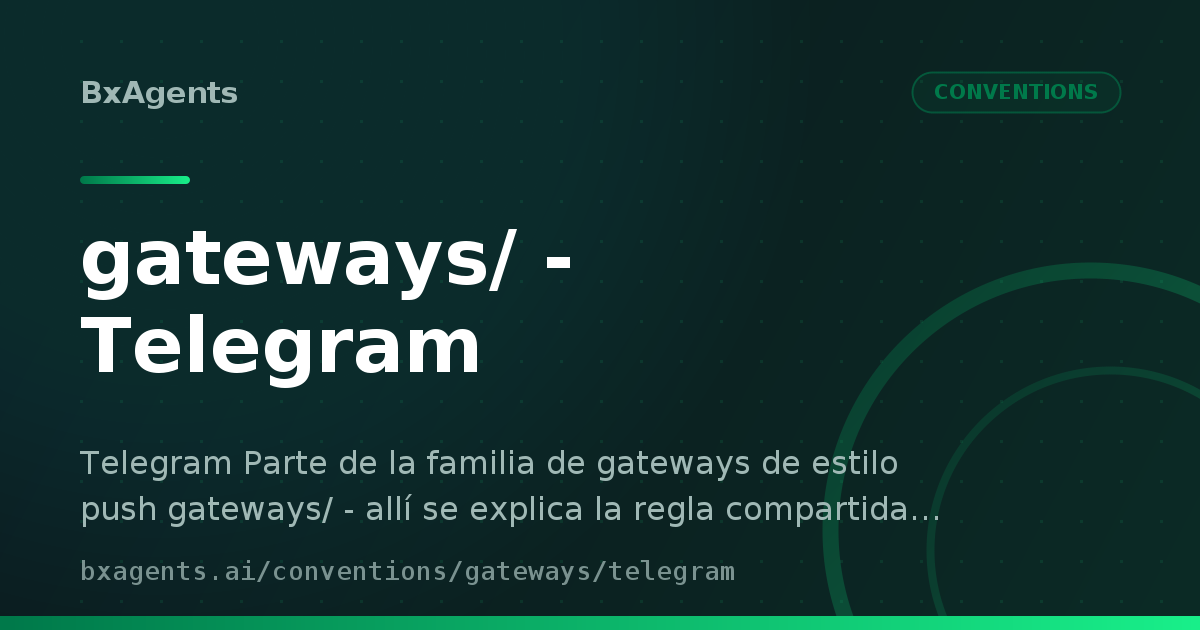 BxAgents
CONVENTIONS
gateways/ -
Telegram
Telegram Parte de la familia de gateways de estilo
push gateways/ - allí se explica la regla compartida…
bxagents.ai/conventions/gateways/telegram